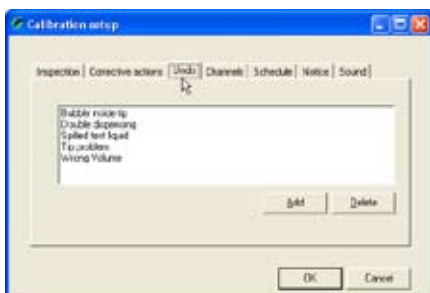 Calibration setup
Inspection Corrective actions Undo Channels Schedule Notice Sound
Bubble inside tip
Double dispensing
Spilled test liquid
Tip problem
Wrong Volume
Add Delete
OK Cancel